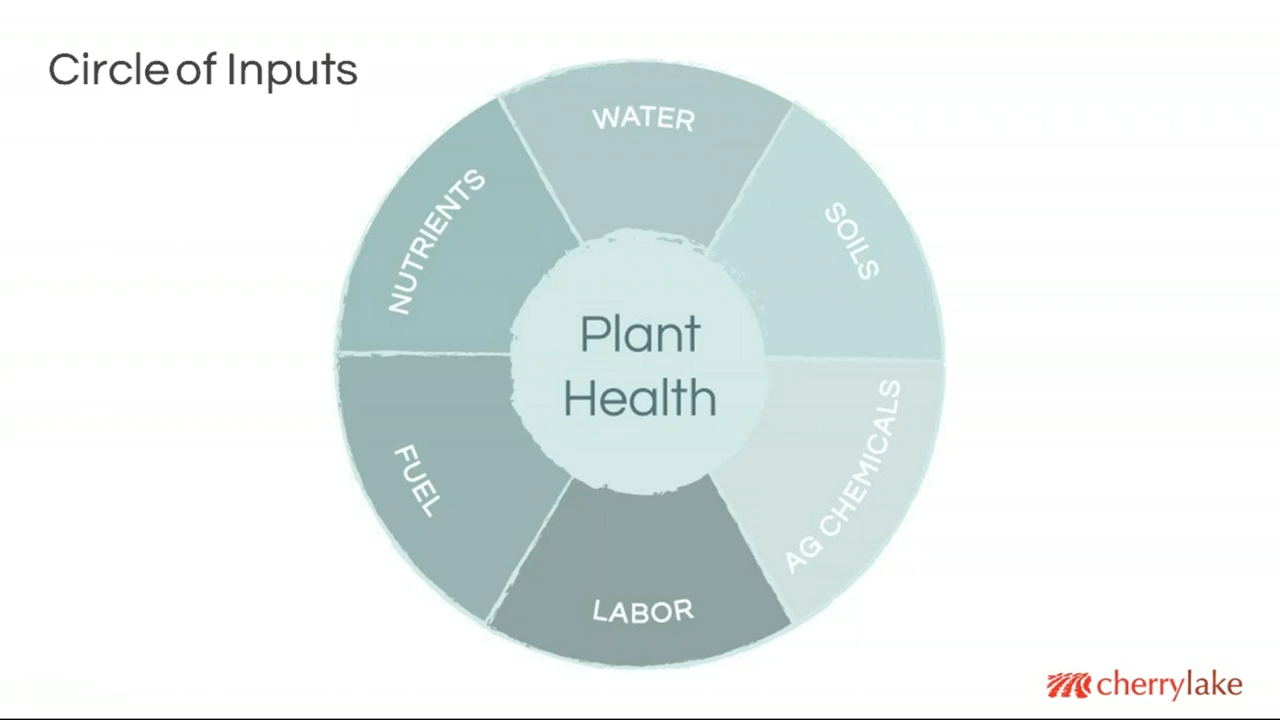 Circle of Inputs
WATER
SOILS
AG CHEMICALS
LABOR
FUEL
NUTRIENTS
Plant
Health
cherrylake